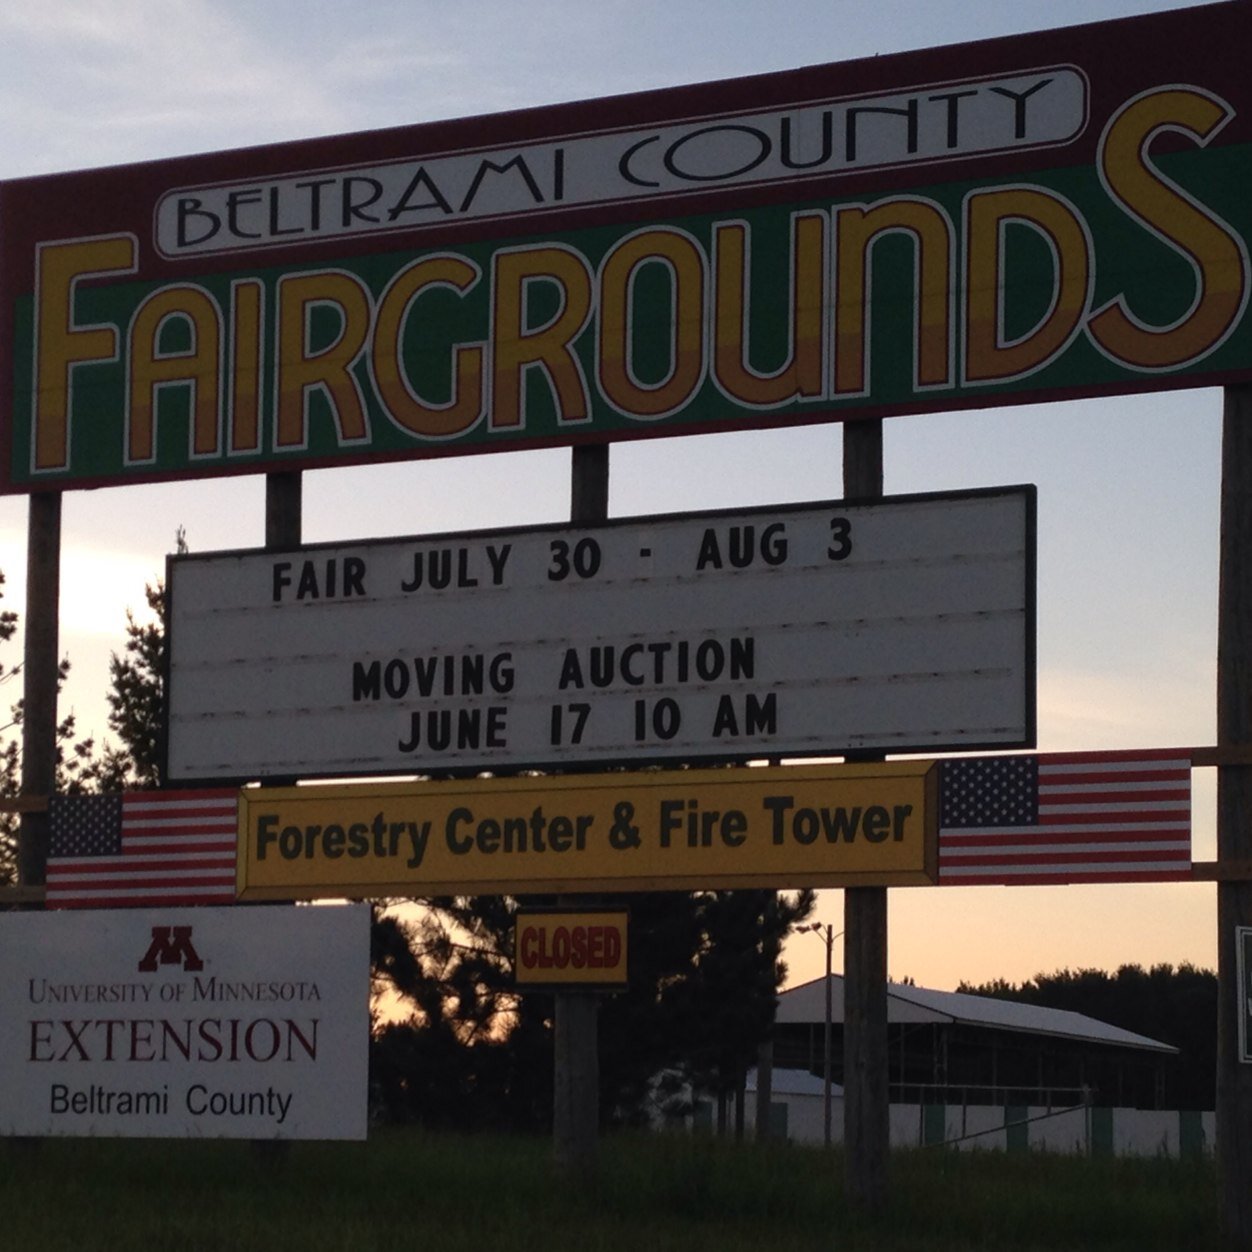 BELTRAMI COUNTY
FAIRGROUNDS
FAIR JULY 30 - AUG 3
MOVING AUCTION
JUNE 17 10 AM
Forestry Center & Fire Tower
CLOSED
M
UNIVERSITY OF MINNESOTA
EXTENSION
Beltrami County